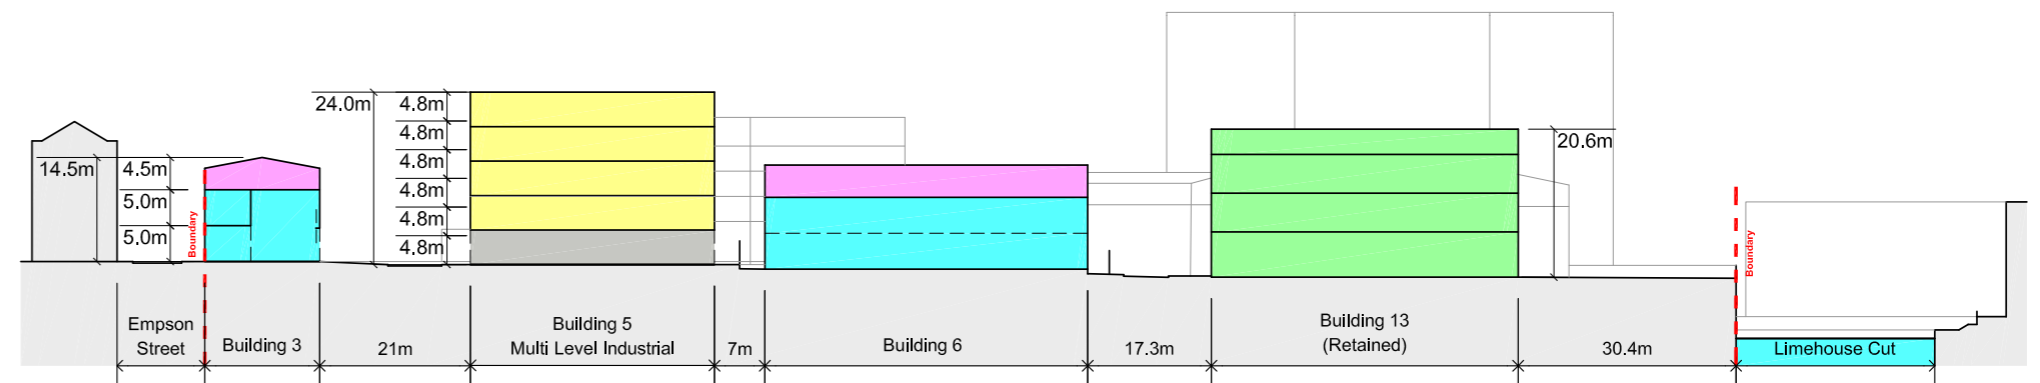 14.5m
4.5m
5.0m
5.0m
Boundary
24.0m
4.8m
4.8m
4.8m
4.8m
4.8m
4.8m
20.6m
Boundary
Empson
Street
Building 3
21m
Building 5
Multi Level Industrial
7m
Building 6
17.3m
Building 13
(Retained)
30.4m
Limehouse Cut